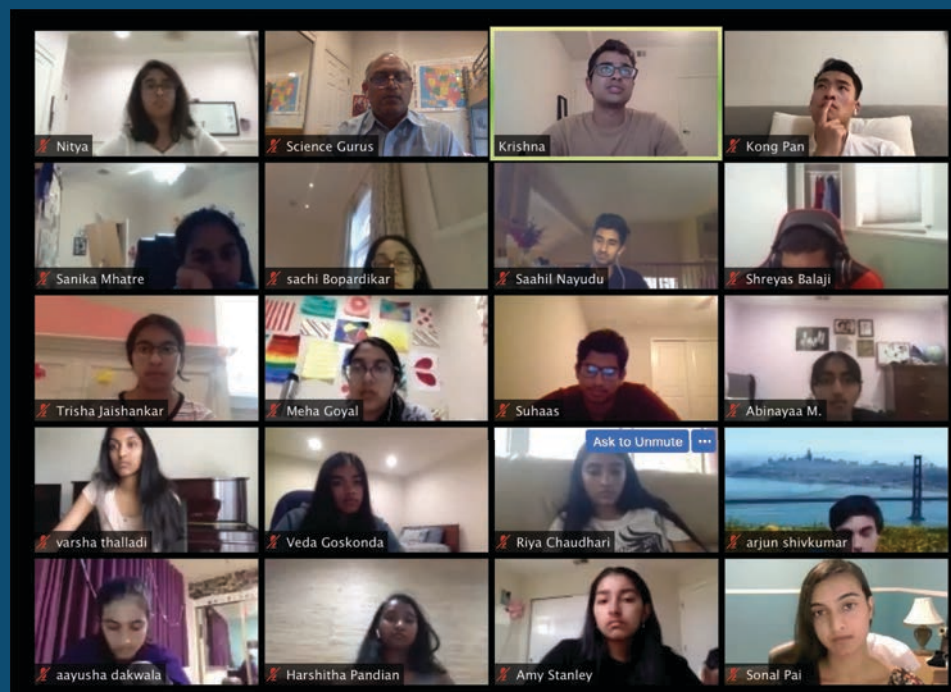 Nitya
Science Gurus
Krishna
Kong Pan
Sanika Mhatre
sachi Bopardikar
Saahil Nayudu
Shreyas Balaji
Trisha Jaishankar
Meha Goyal
Suhaas
Abinayaa M.
Ask to Unmute
varsha thalladi
Veda Goskonda
Riya Chaudhari
arjun shivkumar
aayusha dakwala
Harshitha Pandian
Amy Stanley
Sonal Pai